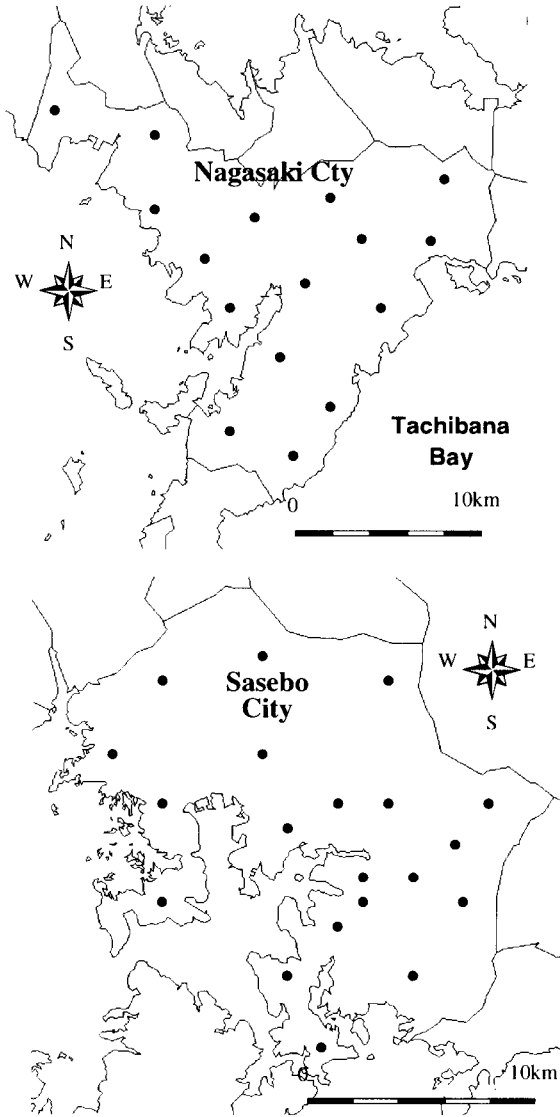 Nagasaki Cty
N
W E
S
Tachibana
Bay
0 10km
N
W E
S
Sasebo
City
0 10km